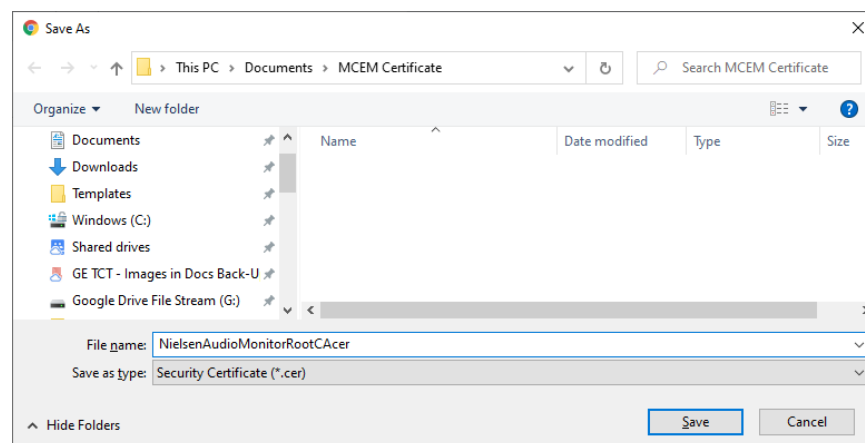 Save As
This PC > Documents > MCEM Certificate
Search MCEM Certificate
Organize
New folder
Documents
Downloads
Templates
Windows (C:)
Shared drives
GE TCT - Images in Docs Back-U
Google Drive File Stream (G:)
Name
Date modified
Type
Size
File name: NielsenAudioMonitorRootCAcer
Save as type: Security Certificate (*.cer)
Hide Folders
Save
Cancel